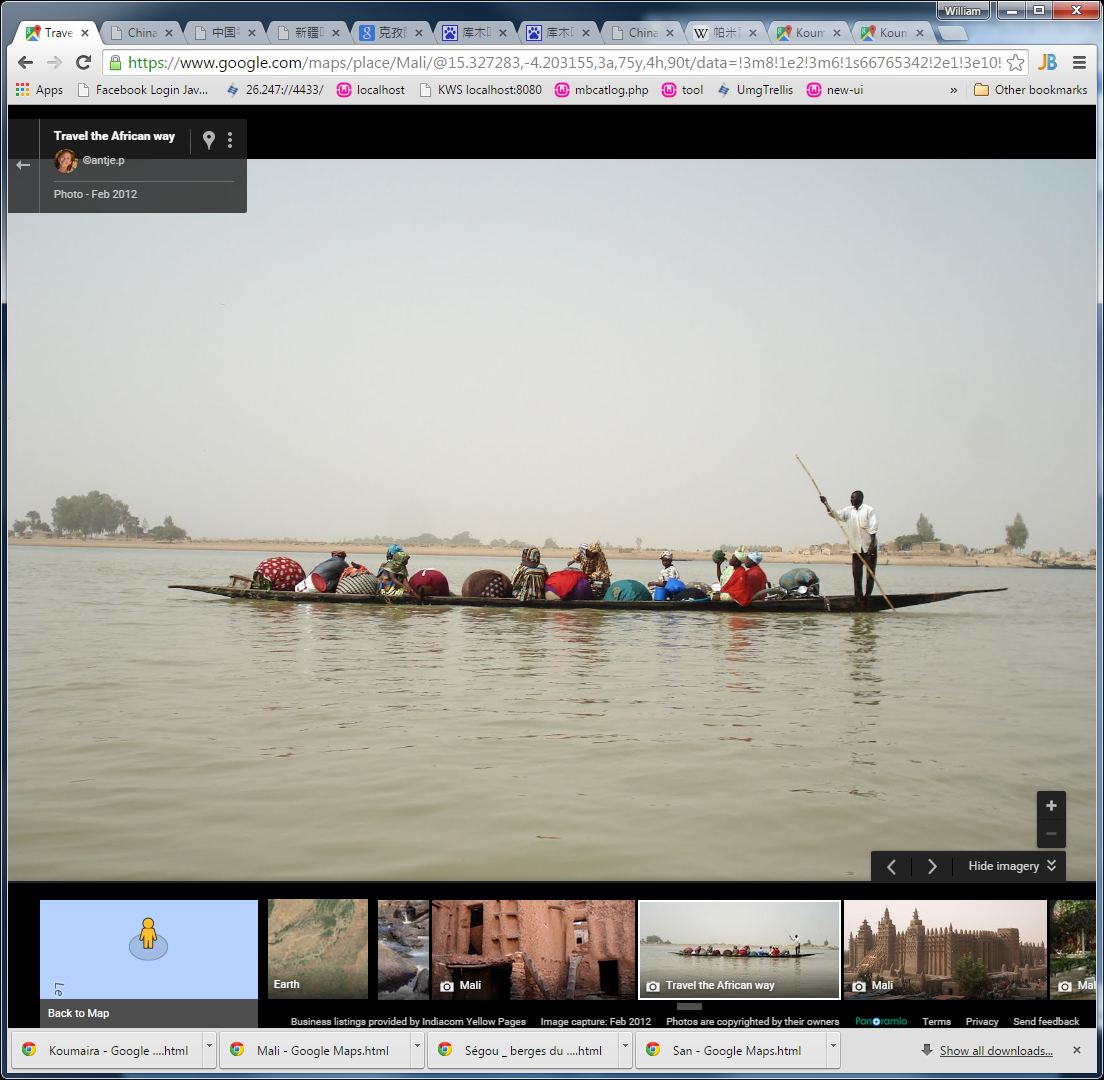 William
Trave
China
中国
新疆
克孜
库木
库木
China
帕米
Koum
Koun
https://www.google.com/maps/place/Mali/@15.327283,-4.203155,3a,75y,4h,90t/data=!3m8!1e2!3m6!1s66765342!2e1!3e10!
Apps
Facebook Login Jav...
26.247://4433/
localhost
KWS localhost:8080
mbcatlog.php
tool
UmgTrellis
new-ui
»
Other bookmarks
Travel the African way
©antje.p
Photo - Feb 2012
Hide imagery
Le
Back to Map
Earth
Mali
Travel the African way
Mali
Mal
Business listings provided by Indiacom Yellow Pages
Image capture: Feb 2012
Photos are copyrighted by their owners
Panoramio
Terms
Privacy
Send feedback
Koumaira - Google ....html
Mali - Google Maps.html
Ségou _ berges du ....html
San - Google Maps.html
Show all downloads...